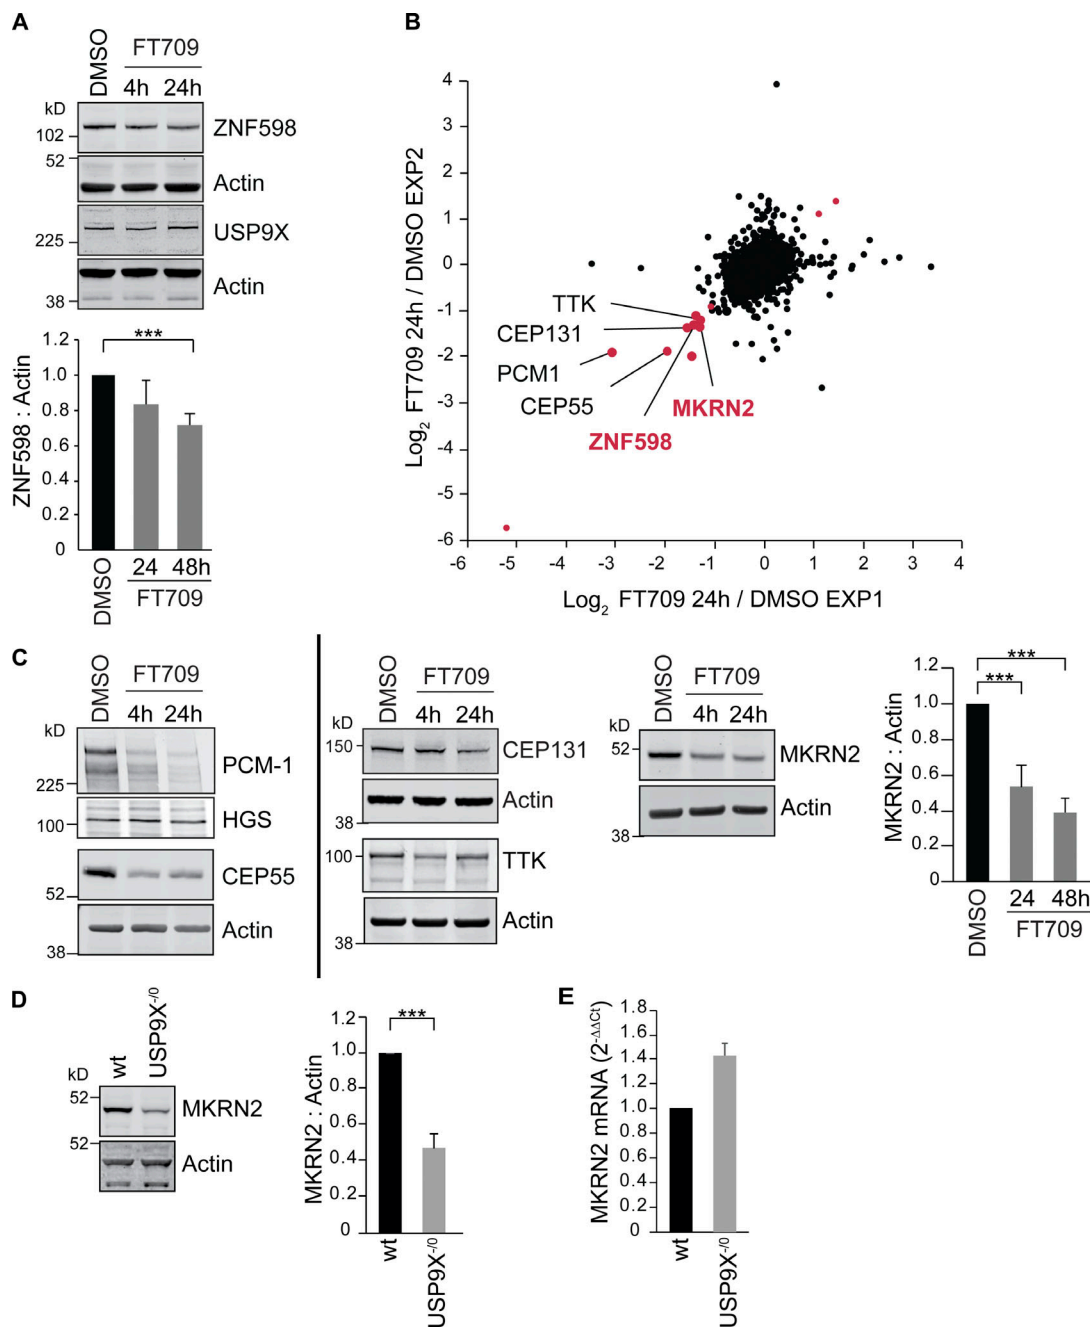 A
DMSO
FT709
4h 24h
kD
102
ZNF598
52
Actin
USP9X
225
Actin
38
ZNF598 : Actin
1.2
1.0
0.8
0.6
0.4
0.2
0
***
DMSO
24 48h
FT709
B
Log2 FT709 24h / DMSO EXP2
4
3
2
1
0
-1
-2
-3
-4
-5
-6
TTK
CEP131
PCM1
CEP55
MKRN2
ZNF598
-6 -5 -4 -3 -2 -1 0 1 2 3 4
Log2 FT709 24h / DMSO EXP1
C
DMSO
FT709
4h 24h
kD
PCM-1
225
HGS
100
CEP55
52
Actin
38
DMSO
FT709
4h 24h
kD
150
CEP131
Actin
38
100
TTK
Actin
38
DMSO
FT709
4h 24h
kD
52
MKRN2
Actin
38
MKRN2 : Actin
1.2
1.0
0.8
0.6
0.4
0.2
0
***
***
DMSO
24 48h
FT709
D
wt
USP9X-/0
kD
52
MKRN2
52
Actin
MKRN2 : Actin
1.2
1.0
0.8
0.6
0.4
0.2
0
***
wt
USP9X-/0
E
MKRN2 mRNA (2-ΔΔCt)
1.8
1.6
1.4
1.2
1.0
0.8
0.6
0.4
0.2
0
wt
USP9X-/0